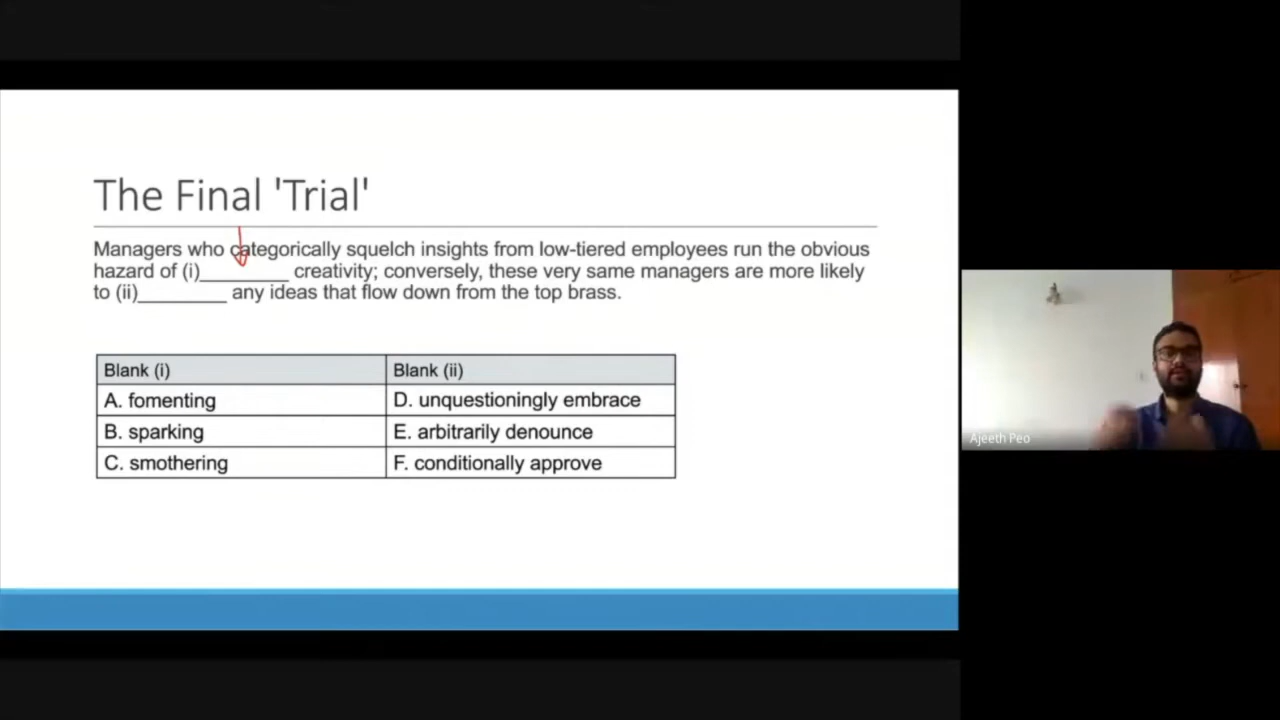 The Final 'Trial'
Managers who categorically squelch insights from low-tiered employees run the obvious
hazard of (i)________ creativity; conversely, these very same managers are more likely
to (ii)________ any ideas that flow down from the top brass.
Blank (i) Blank (ii)
A. fomenting D. unquestioningly embrace
B. sparking E. arbitrarily denounce
C. smothering F. conditionally approve
Ajeeth Peo